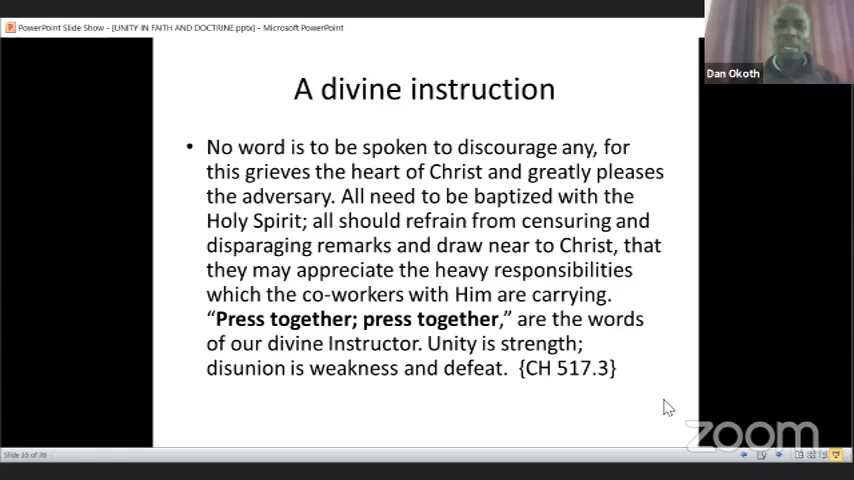 PowerPoint Slide Show - [UNITY IN FAITH AND DOCTRINE.pptx] - Microsoft PowerPoint
Dan Okoth
A divine instruction
• No word is to be spoken to discourage any, for
this grieves the heart of Christ and greatly pleases
the adversary. All need to be baptized with the
Holy Spirit; all should refrain from censuring and
disparaging remarks and draw near to Christ, that
they may appreciate the heavy responsibilities
which the co-workers with Him are carrying.
“Press together; press together,” are the words
of our divine Instructor. Unity is strength;
disunion is weakness and defeat. {CH 517.3}
zoom
Slide 35 of 36